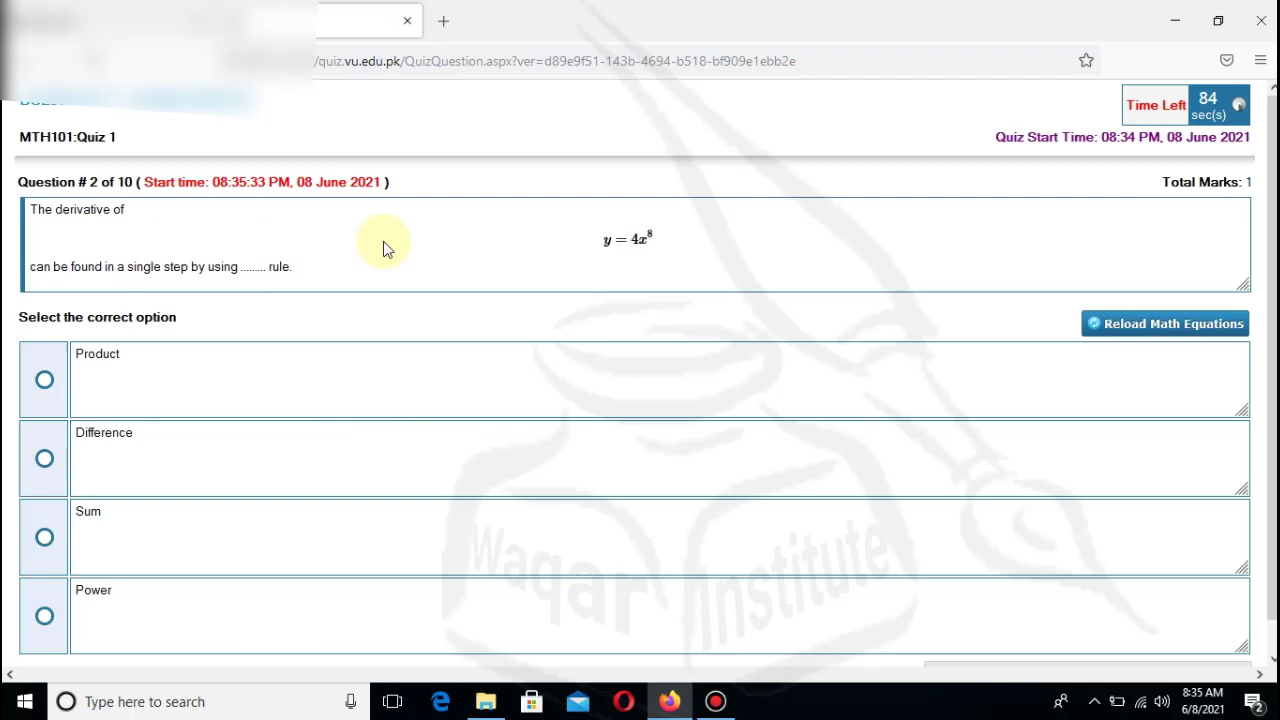 /quiz.vu.edu.pk/QuizQuestion.aspx?ver=d89e9f51-143b-4694-b518-bf909e1ebb2e
Time Left 84 sec(s)
MTH101:Quiz 1
Quiz Start Time: 08:34 PM, 08 June 2021
Question # 2 of 10 ( Start time: 08:35:33 PM, 08 June 2021 )
Total Marks: 1
The derivative of
y = 4x⁸
can be found in a single step by using ......... rule.
Select the correct option
Reload Math Equations
Product
Difference
Sum
Power
Waqar Institute
Type here to search
8:35 AM
6/8/2021
2